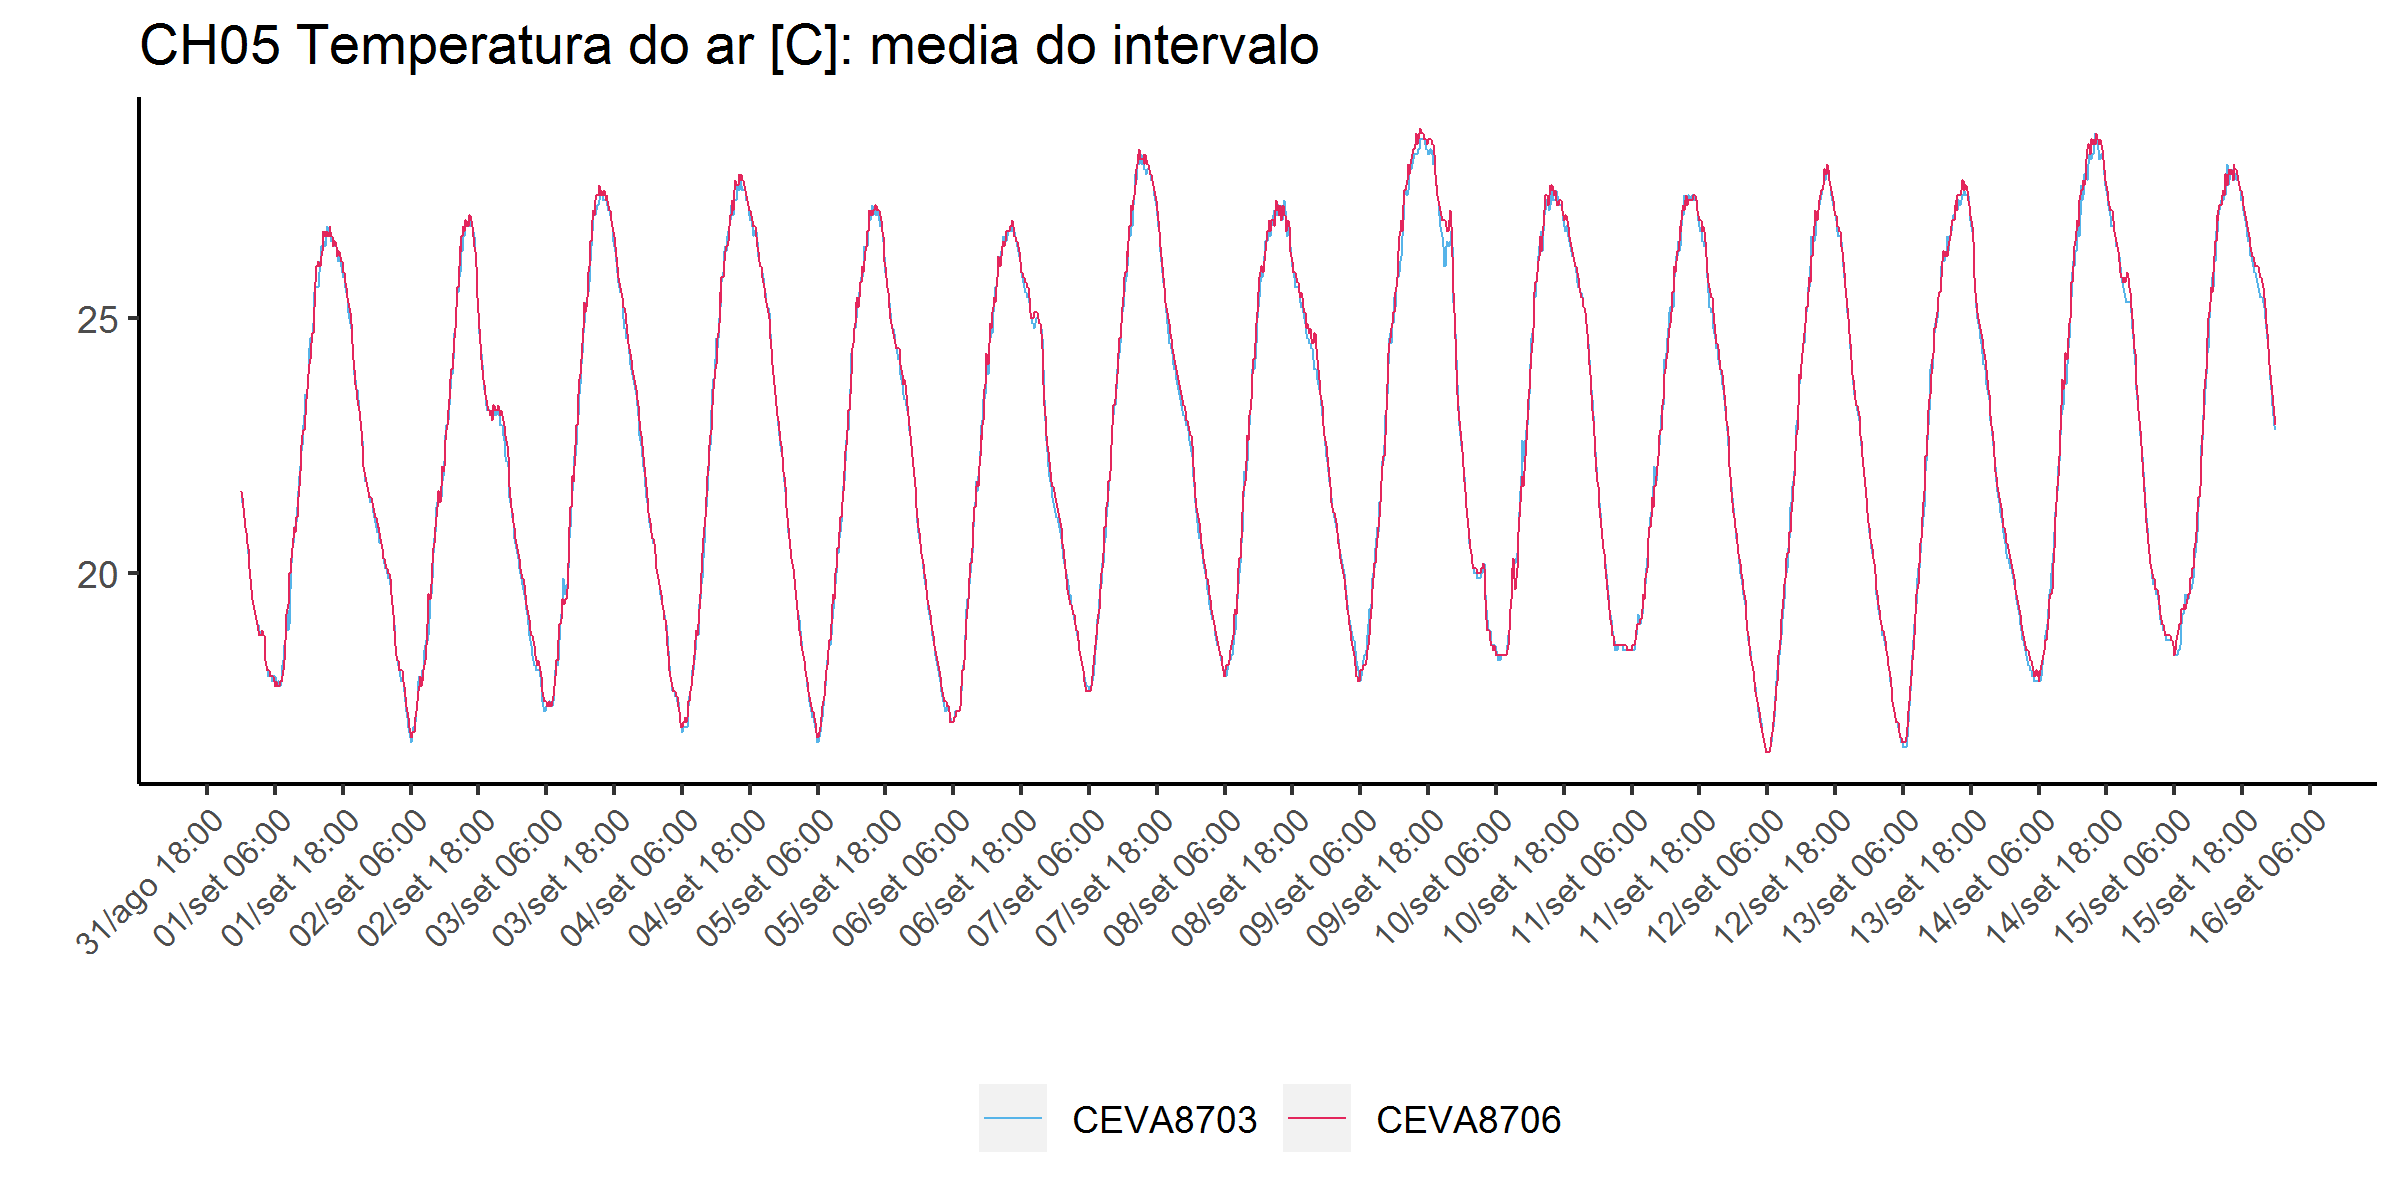 CH05 Temperatura do ar [C]: media do intervalo
25
20
31/ago 18:00
01/set 06:00
01/set 18:00
02/set 06:00
02/set 18:00
03/set 06:00
03/set 18:00
04/set 06:00
04/set 18:00
05/set 06:00
05/set 18:00
06/set 06:00
06/set 18:00
07/set 06:00
07/set 18:00
08/set 06:00
08/set 18:00
09/set 06:00
09/set 18:00
10/set 06:00
10/set 18:00
11/set 06:00
11/set 18:00
12/set 06:00
12/set 18:00
13/set 06:00
13/set 18:00
14/set 06:00
14/set 18:00
15/set 06:00
15/set 18:00
16/set 06:00
CEVA8703 CEVA8706